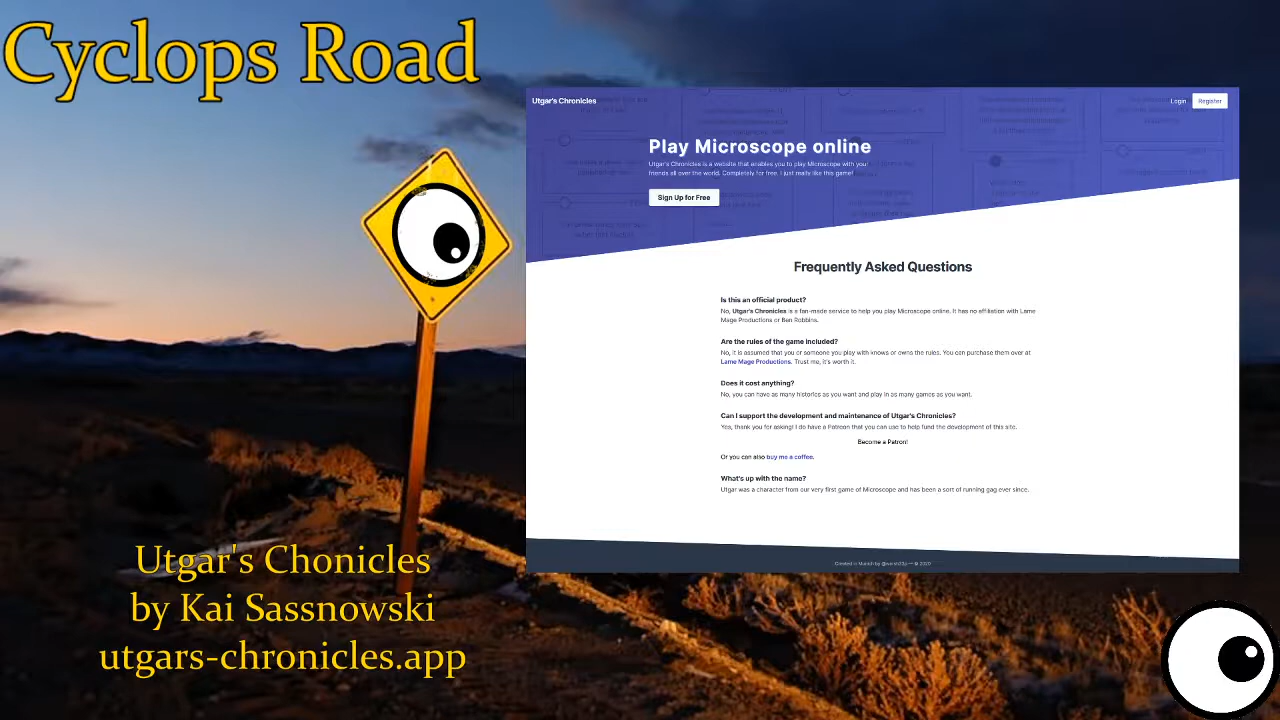 Cyclops Road
Utgar's Chronicles
Login
Register
Play Microscope online
Utgar's Chronicles is a website that enables you to play Microscope with your
friends all over the world. Completely for free. I just really like this game!
Sign Up for Free
Frequently Asked Questions
Is this an official product?
No, Utgar's Chronicles is a fan-made service to help you play Microscope online. It has no affiliation with Lame
Mage Productions or Ben Robbins.
Are the rules of the game included?
No, it is assumed that you or someone you play with knows or owns the rules. You can purchase them over at
Lame Mage Productions. Trust me, it's worth it.
Does it cost anything?
No, you can have as many histories as you want and play in as many games as you want.
Can I support the development and maintenance of Utgar's Chronicles?
Yes, thank you for asking! I do have a Patreon that you can use to help fund the development of this site.
Become a Patron!
Or you can also buy me a coffee.
What's up with the name?
Utgar was a character from our very first game of Microscope and has been a sort of running gag ever since.
Created in Munich by — © 2020
Utgar's Chonicles
by Kai Sassnowski
utgars-chronicles.app